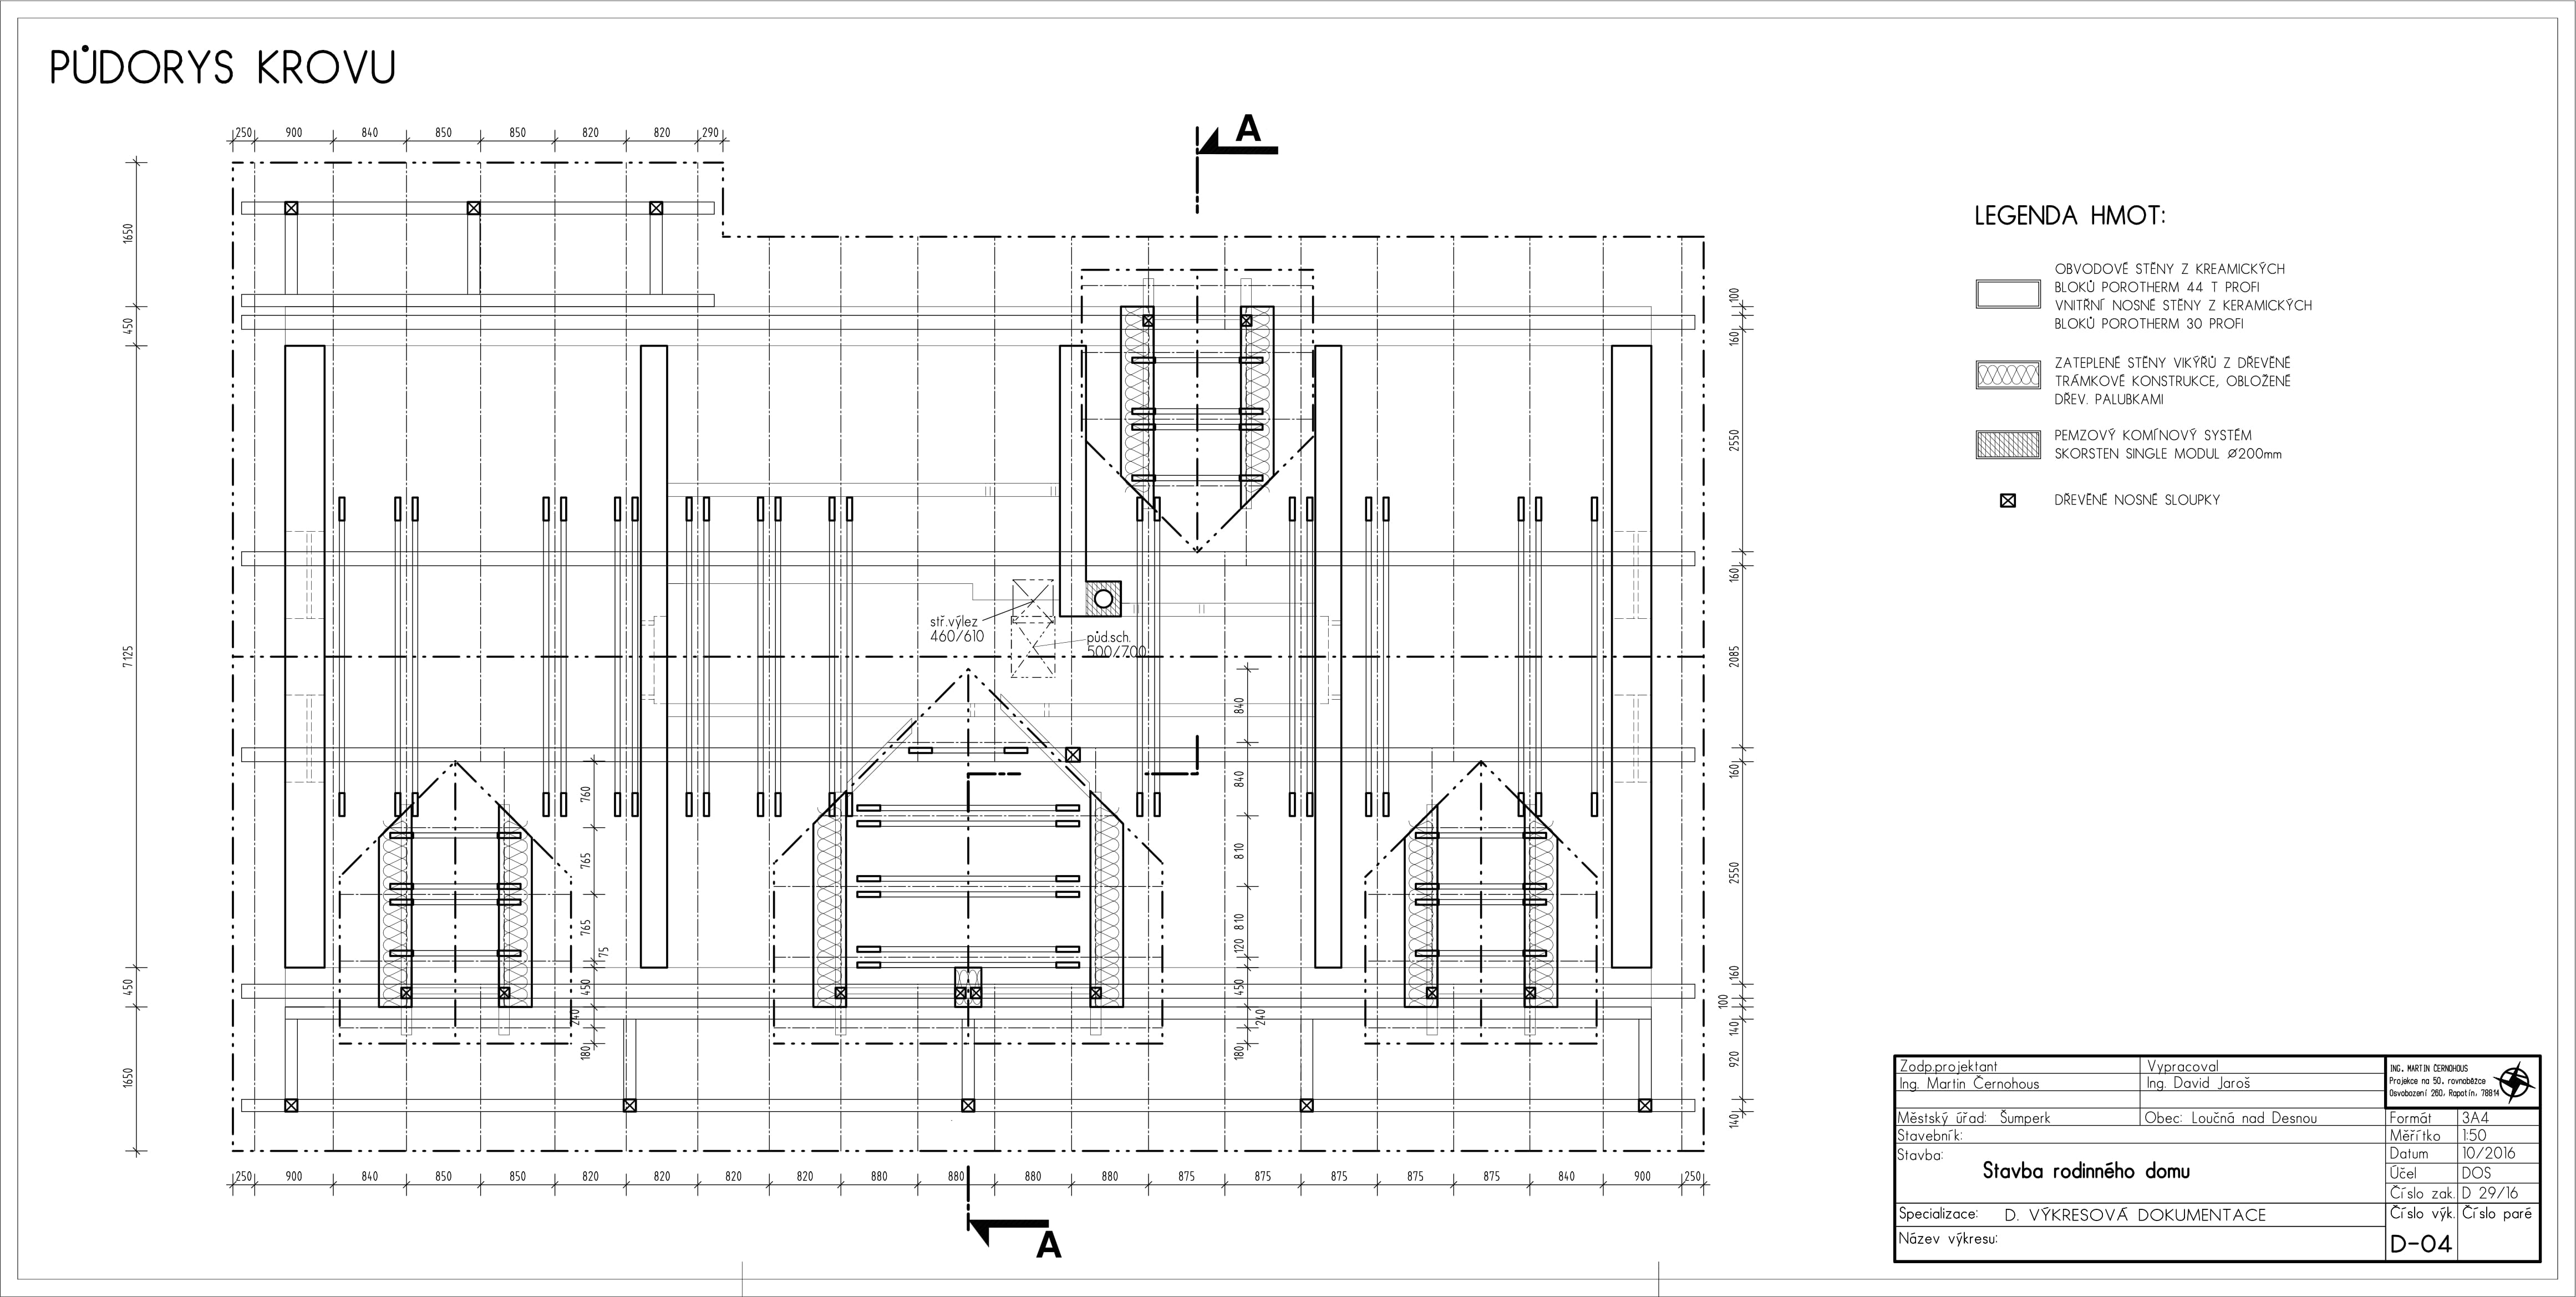 PŮDORYS KROVU
250 900 840 850 850 820 820 290
A
1650
450
7125
450
1650
LEGENDA HMOT:
OBVODOVÉ STĚNY Z KREAMICKÝCH
BLOKŮ POROTHERM 44 T PROFI
VNITŘNÍ NOSNÉ STĚNY Z KERAMICKÝCH
BLOKŮ POROTHERM 30 PROFI
ZATEPLENÉ STĚNY VIKÝŘŮ Z DŘEVĚNÉ
TRÁMKOVÉ KONSTRUKCE, OBLOŽENÉ
DŘEV. PALUBKAMI
PEMZOVÝ KOMÍNOVÝ SYSTÉM
SKORSTEN SINGLE MODUL Ø200mm
DŘEVĚNÉ NOSNÉ SLOUPKY
stř.výlez
460/610
půd.sch.
500/700
760
765
765
75
450
240
180
840
840
810
810
120
450
240
180
100
160
2550
160
2085
160
2550
160
100
140
920
140
250 900 840 850 850 820 820 820 820 880 880 880 880 875 875 875 875 875 840 900 250
A
Zodp.projektant
Ing. Martin Černohous
Vypracoval
Ing. David Jaroš
ING. MARTIN ČERNOHOUS
Projekce na 50. rovnoběžce
Osvobození 260, Rapotín, 78814
Městský úřad: Šumperk
Obec: Loučná nad Desnou
Formát 3A4
Stavebník:
Měřítko 1:50
Stavba:
Stavba rodinného domu
Datum 10/2016
Účel DOS
Číslo zak. D 29/16
Specializace: D. VÝKRESOVÁ DOKUMENTACE
Číslo výk. Číslo paré
Název výkresu:
D-04